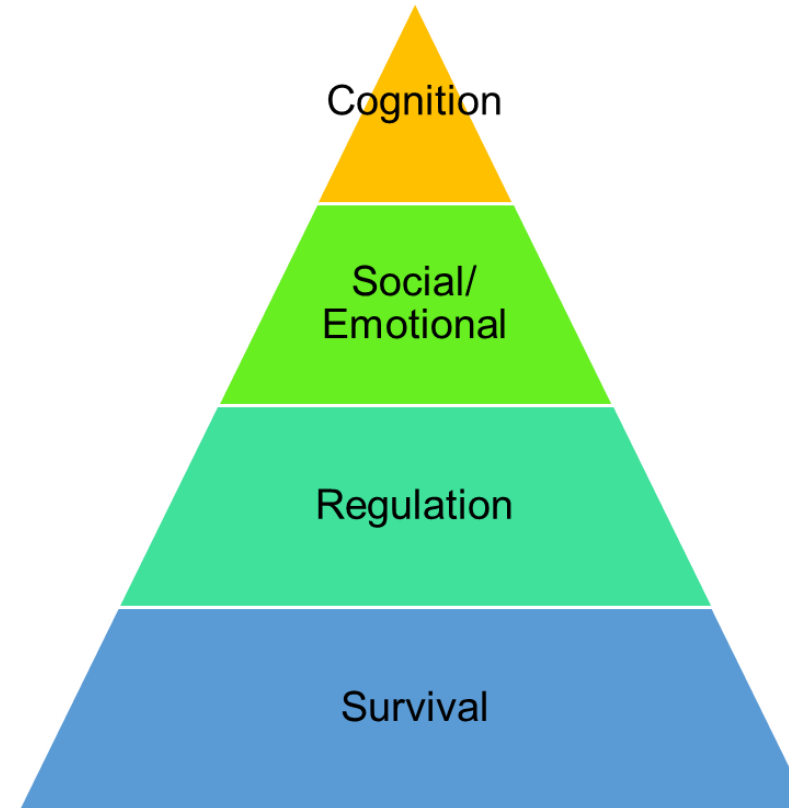 Cognition
Social/
Emotional
Regulation
Survival